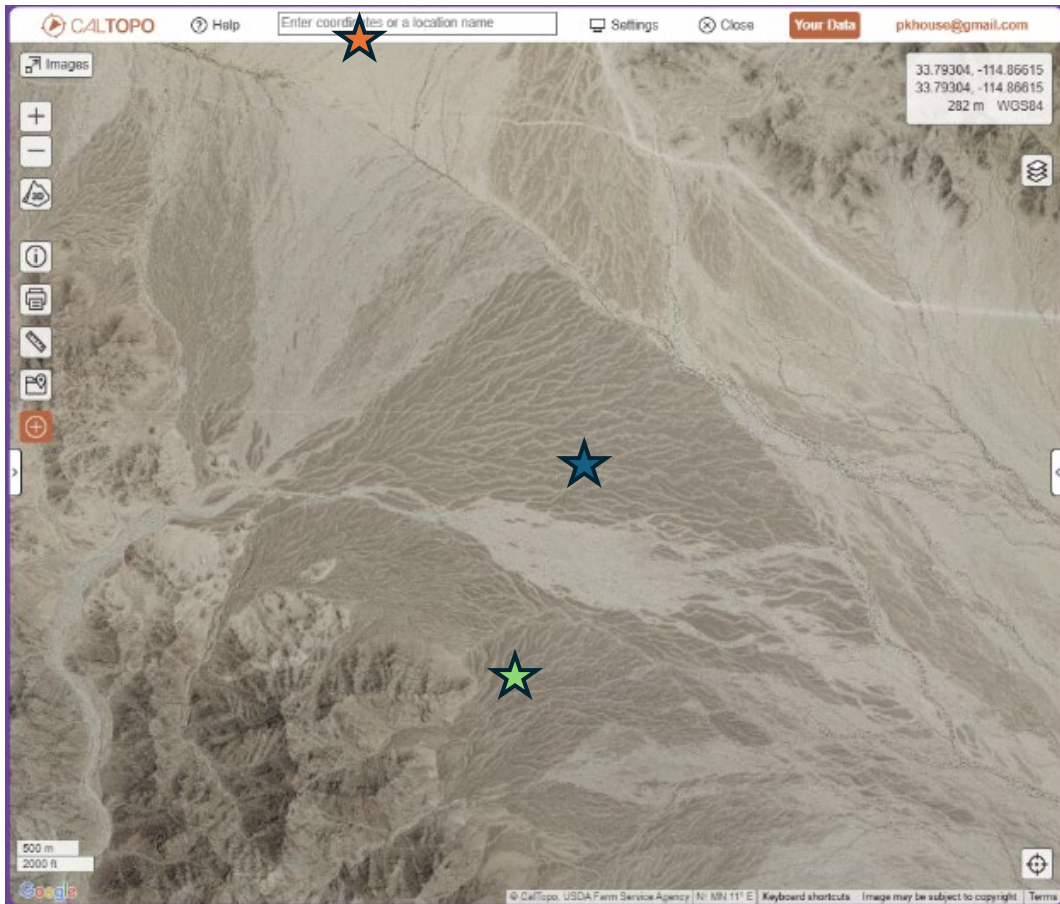 CALTOPO
Help
Enter coordinates or a location name
Settings
Close
Your Data
pkhouse@gmail.com
Images
33.79304, -114.86615
33.79304, -114.86615
282 m WGS84
+
−
3D
500 m
2000 ft
Google
© CalTopo, USDA Farm Service Agency N: MN 11° E Keyboard shortcuts Image may be subject to copyright Terms